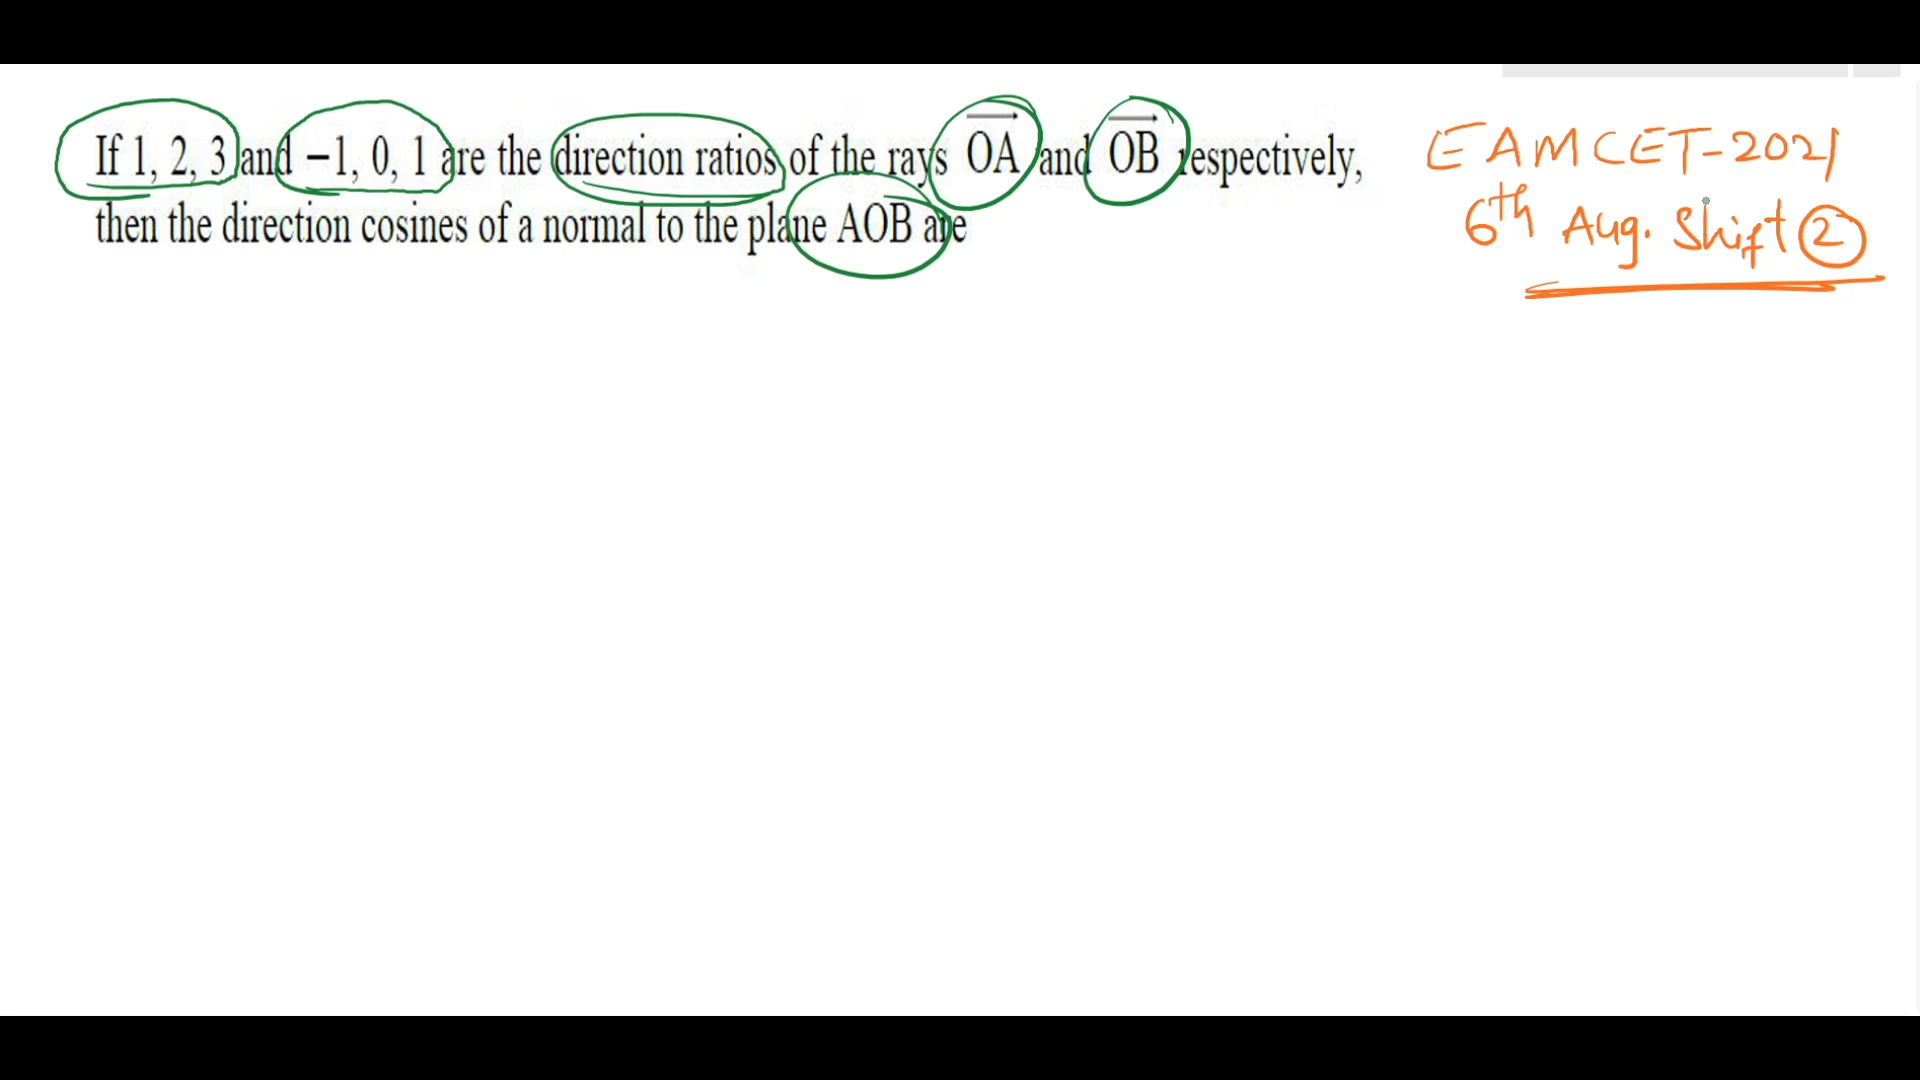 If 1, 2, 3 and −1, 0, 1 are the direction ratios of the rays OA and OB respectively,
then the direction cosines of a normal to the plane AOB are
EAMCET-2021
6th Aug. Shift 2